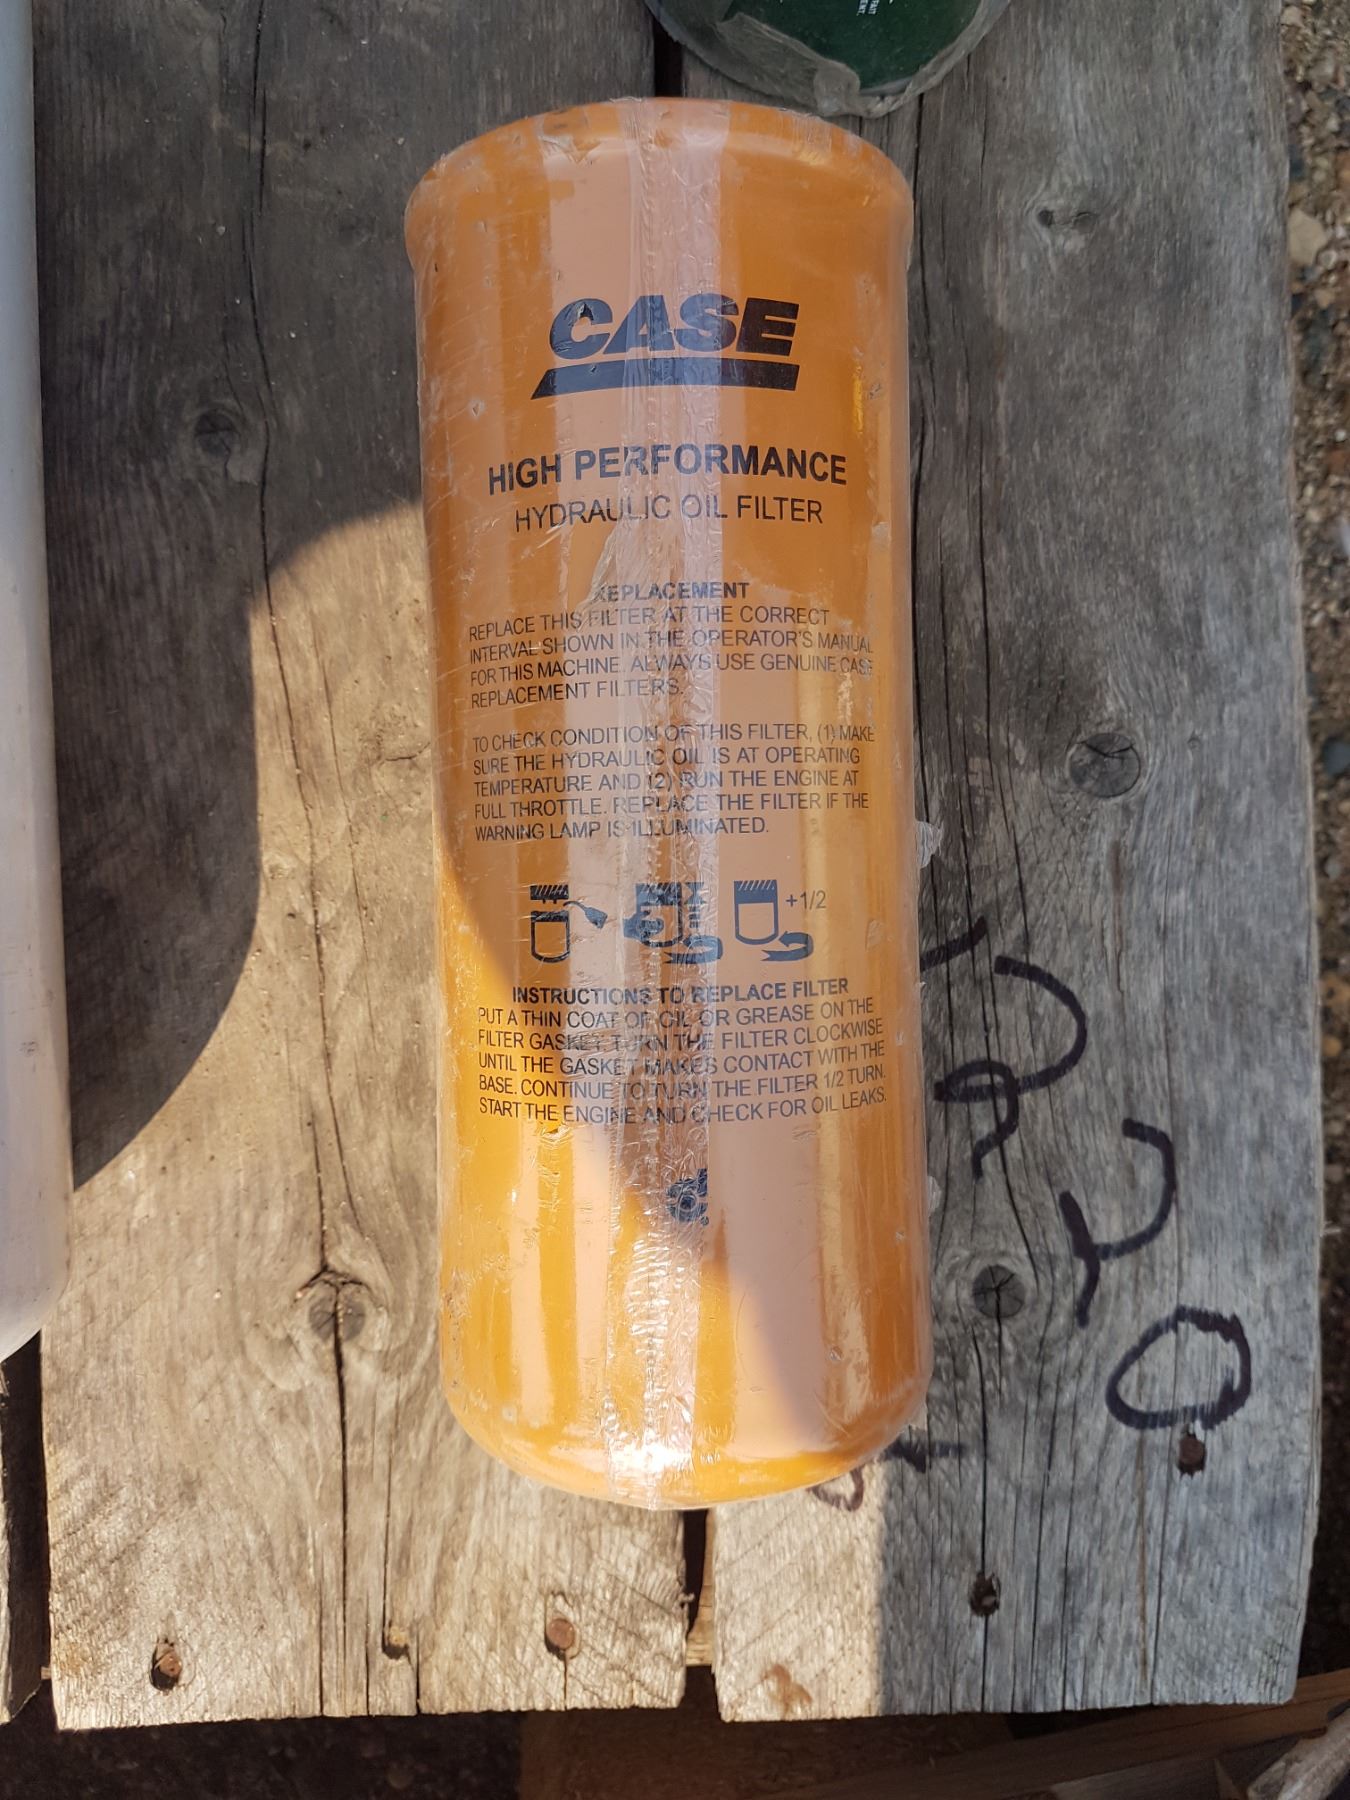 FAIT
CASE
HIGH PERFORMANCE
HYDRAULIC OIL FILTER
REPLACEMENT
REPLACE THIS FILTER AT THE CORRECT
INTERVAL SHOWN IN THE OPERATOR'S MANUAL
FOR THIS MACHINE. ALWAYS USE GENUINE CASE
REPLACEMENT FILTERS.
TO CHECK CONDITION OF THIS FILTER, (1) MAKE
SURE THE HYDRAULIC OIL IS AT OPERATING
TEMPERATURE AND (2) RUN THE ENGINE AT
FULL THROTTLE. REPLACE THE FILTER IF THE
WARNING LAMP IS ILLUMINATED.
+1/2
INSTRUCTIONS TO REPLACE FILTER
PUT A THIN COAT OF OIL OR GREASE ON THE
FILTER GASKET. TURN THE FILTER CLOCKWISE
UNTIL THE GASKET MAKES CONTACT WITH THE
BASE. CONTINUE TO TURN THE FILTER 1/2 TURN.
START THE ENGINE AND CHECK FOR OIL LEAKS.